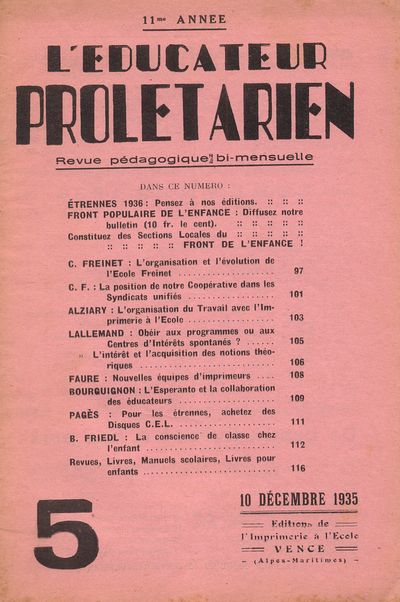 11me ANNEE
L'EDUCATEUR
PROLETARIEN
Revue pédagogique bi-mensuelle
DANS CE NUMERO :
ÉTRENNES 1936 : Pensez à nos éditions. :: :: ::
FRONT POPULAIRE DE L'ENFANCE : Diffusez notre
bulletin (10 fr. le cent). :: :: :: :: ::
Constituez des Sections Locales du :: :: :: :: ::
:: :: :: :: :: FRONT DE L'ENFANCE !
C. FREINET : L'organisation et l'évolution de
l'Ecole Freinet .................... 97
C. F. : La position de notre Coopérative dans les
Syndicats unifiés .................. 101
ALZIARY : L'organisation du Travail avec l'Im-
primerie à l'Ecole .................. 103
LALLEMAND : Obéir aux programmes ou aux
Centres d'Intérêts spontanés ? ...... 105
» L'intérêt et l'acquisition des notions théo-
riques ............................ 106
FAURE : Nouvelles équipes d'imprimeurs .... 108
BOURGUIGNON : L'Esperanto et la collaboration
des éducateurs .................... 109
PAGÈS : Pour les étrennes, achetez des
Disques C.E.L. .................... 111
B. FRIEDL : La conscience de classe chez
l'enfant .......................... 112
Revues, Livres, Manuels scolaires, Livres pour
enfants ............................ 116
5
10 DÉCEMBRE 1935
Editions de
l'Imprimerie à l'Ecole
VENCE
- (Alpes-Maritimes) -